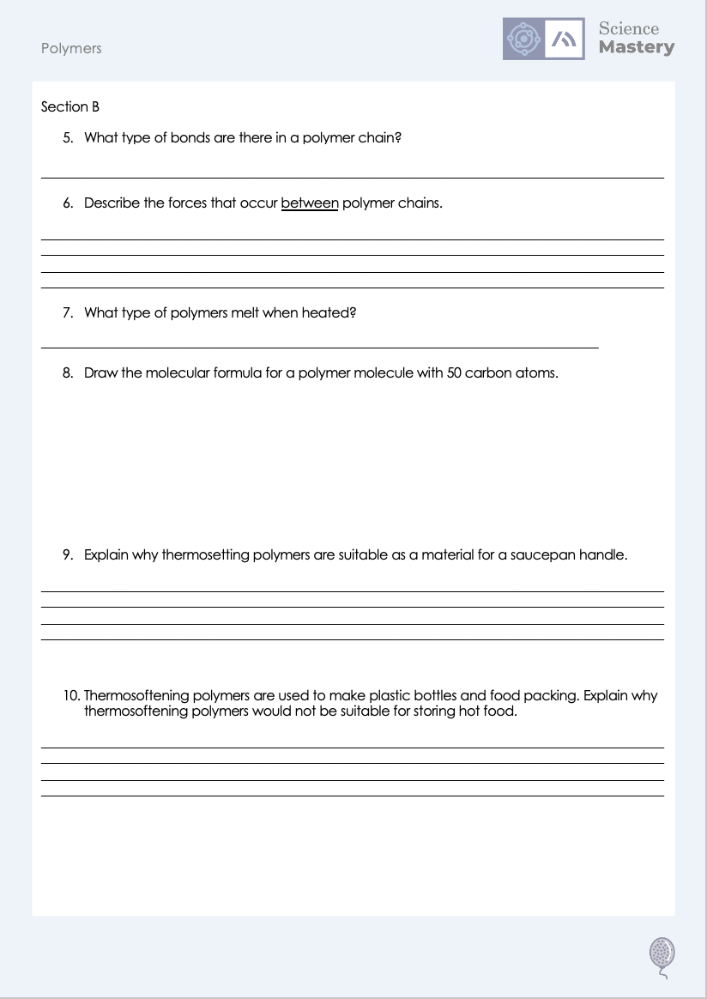 Polymers
Science
Mastery
Section B
5. What type of bonds are there in a polymer chain?
6. Describe the forces that occur between polymer chains.
7. What type of polymers melt when heated?
8. Draw the molecular formula for a polymer molecule with 50 carbon atoms.
9. Explain why thermosetting polymers are suitable as a material for a saucepan handle.
10. Thermosoftening polymers are used to make plastic bottles and food packing. Explain why
thermosoftening polymers would not be suitable for storing hot food.